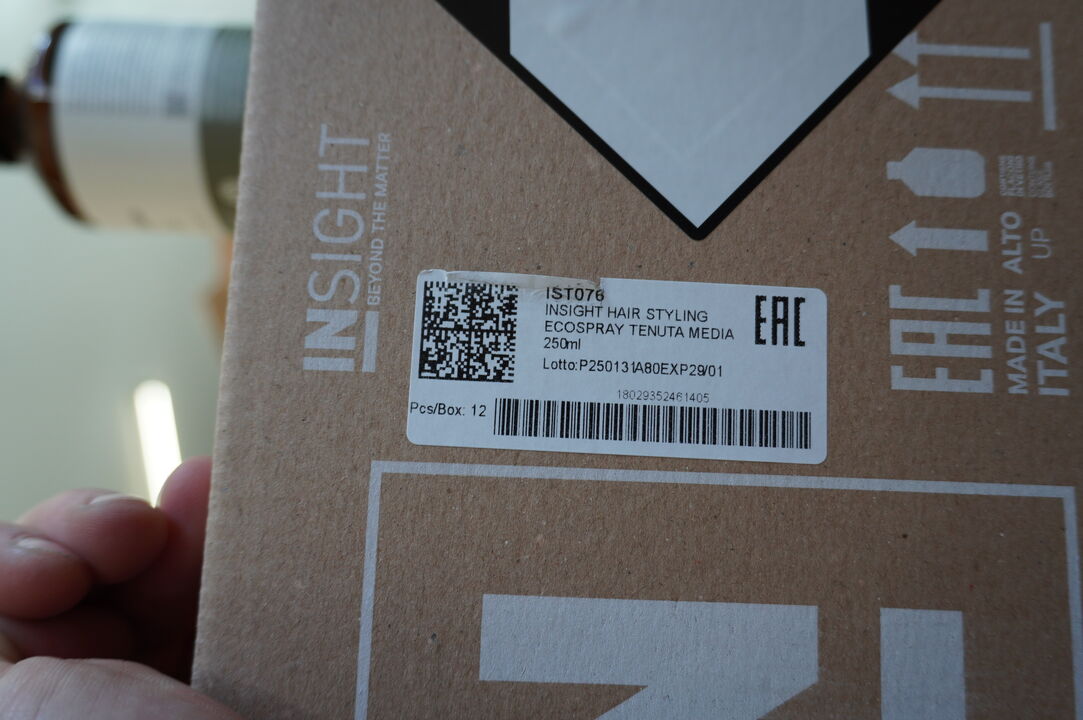 INSIGHT
BEYOND THE MATTER
IST076
INSIGHT HAIR STYLING
ECOSPRAY TENUTA MEDIA
250ml
Lotto:P250131A80EXP29/01
18029352461405
Pcs/Box: 12
EAC
EAC
MADE IN
ITALY
ALTO
UP